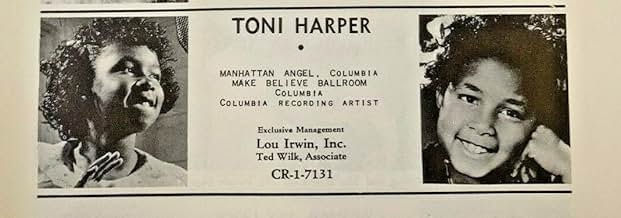 TONI HARPER
•
MANHATTAN ANGEL, COLUMBIA
MAKE BELIEVE BALLROOM
COLUMBIA
COLUMBIA RECORDING ARTIST
Exclusive Management
Lou Irwin, Inc.
Ted Wilk, Associate
CR-1-7131